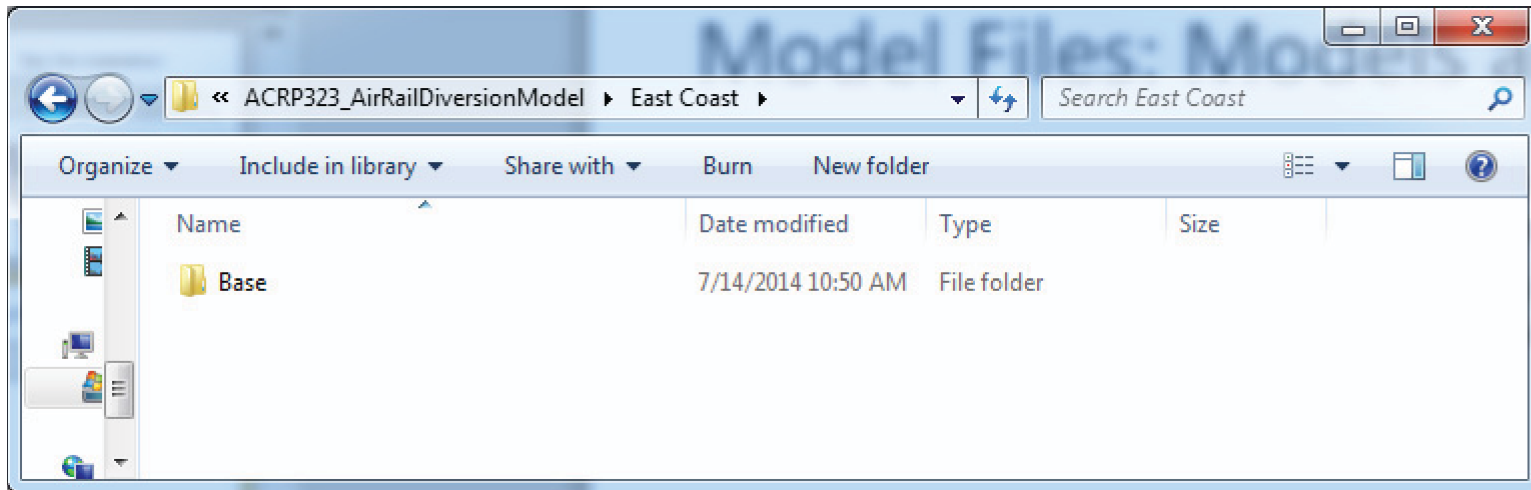 Model Files: Models a
« ACRP323_AirRailDiversionModel ▸ East Coast ▸
Search East Coast
Organize Include in library Share with Burn New folder
Name Date modified Type Size
Base 7/14/2014 10:50 AM File folder